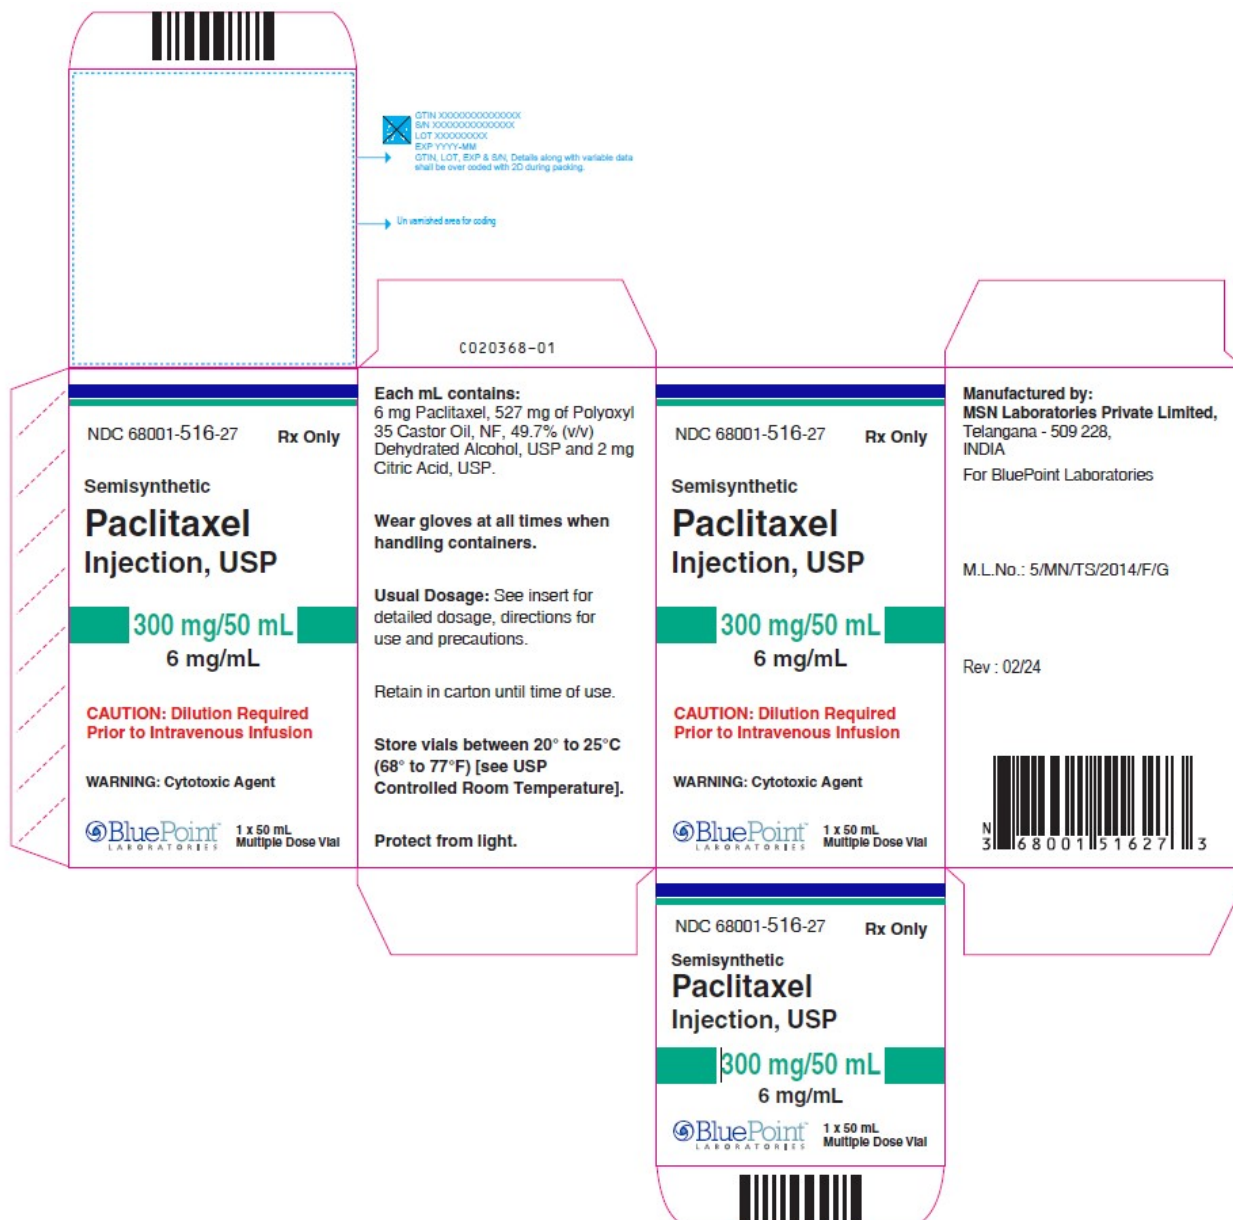 GTIN XXXXXXXXXXXXXX
S/N XXXXXXXXXXXXXX
LOT XXXXXXXXX
EXP YYYY-MM
GTIN, LOT, EXP & S/N, Details along with variable data
shall be over coded with 2D during packing.
Un varnished area for coding
C020368-01
NDC 68001-516-27 Rx Only
Semisynthetic
Paclitaxel
Injection, USP
300 mg/50 mL
6 mg/mL
CAUTION: Dilution Required
Prior to Intravenous Infusion
WARNING: Cytotoxic Agent
BluePoint™
LABORATORIES
1 x 50 mL
Multiple Dose Vial
Each mL contains:
6 mg Paclitaxel, 527 mg of Polyoxyl
35 Castor Oil, NF, 49.7% (v/v)
Dehydrated Alcohol, USP and 2 mg
Citric Acid, USP.
Wear gloves at all times when
handling containers.
Usual Dosage: See insert for
detailed dosage, directions for
use and precautions.
Retain in carton until time of use.
Store vials between 20° to 25°C
(68° to 77°F) [see USP
Controlled Room Temperature].
Protect from light.
NDC 68001-516-27 Rx Only
Semisynthetic
Paclitaxel
Injection, USP
300 mg/50 mL
6 mg/mL
CAUTION: Dilution Required
Prior to Intravenous Infusion
WARNING: Cytotoxic Agent
BluePoint™
LABORATORIES
1 x 50 mL
Multiple Dose Vial
Manufactured by:
MSN Laboratories Private Limited,
Telangana - 509 228,
INDIA
For BluePoint Laboratories
M.L.No.: 5/MN/TS/2014/F/G
Rev : 02/24
N
3 68001 51627 3
NDC 68001-516-27 Rx Only
Semisynthetic
Paclitaxel
Injection, USP
300 mg/50 mL
6 mg/mL
BluePoint™
LABORATORIES
1 x 50 mL
Multiple Dose Vial